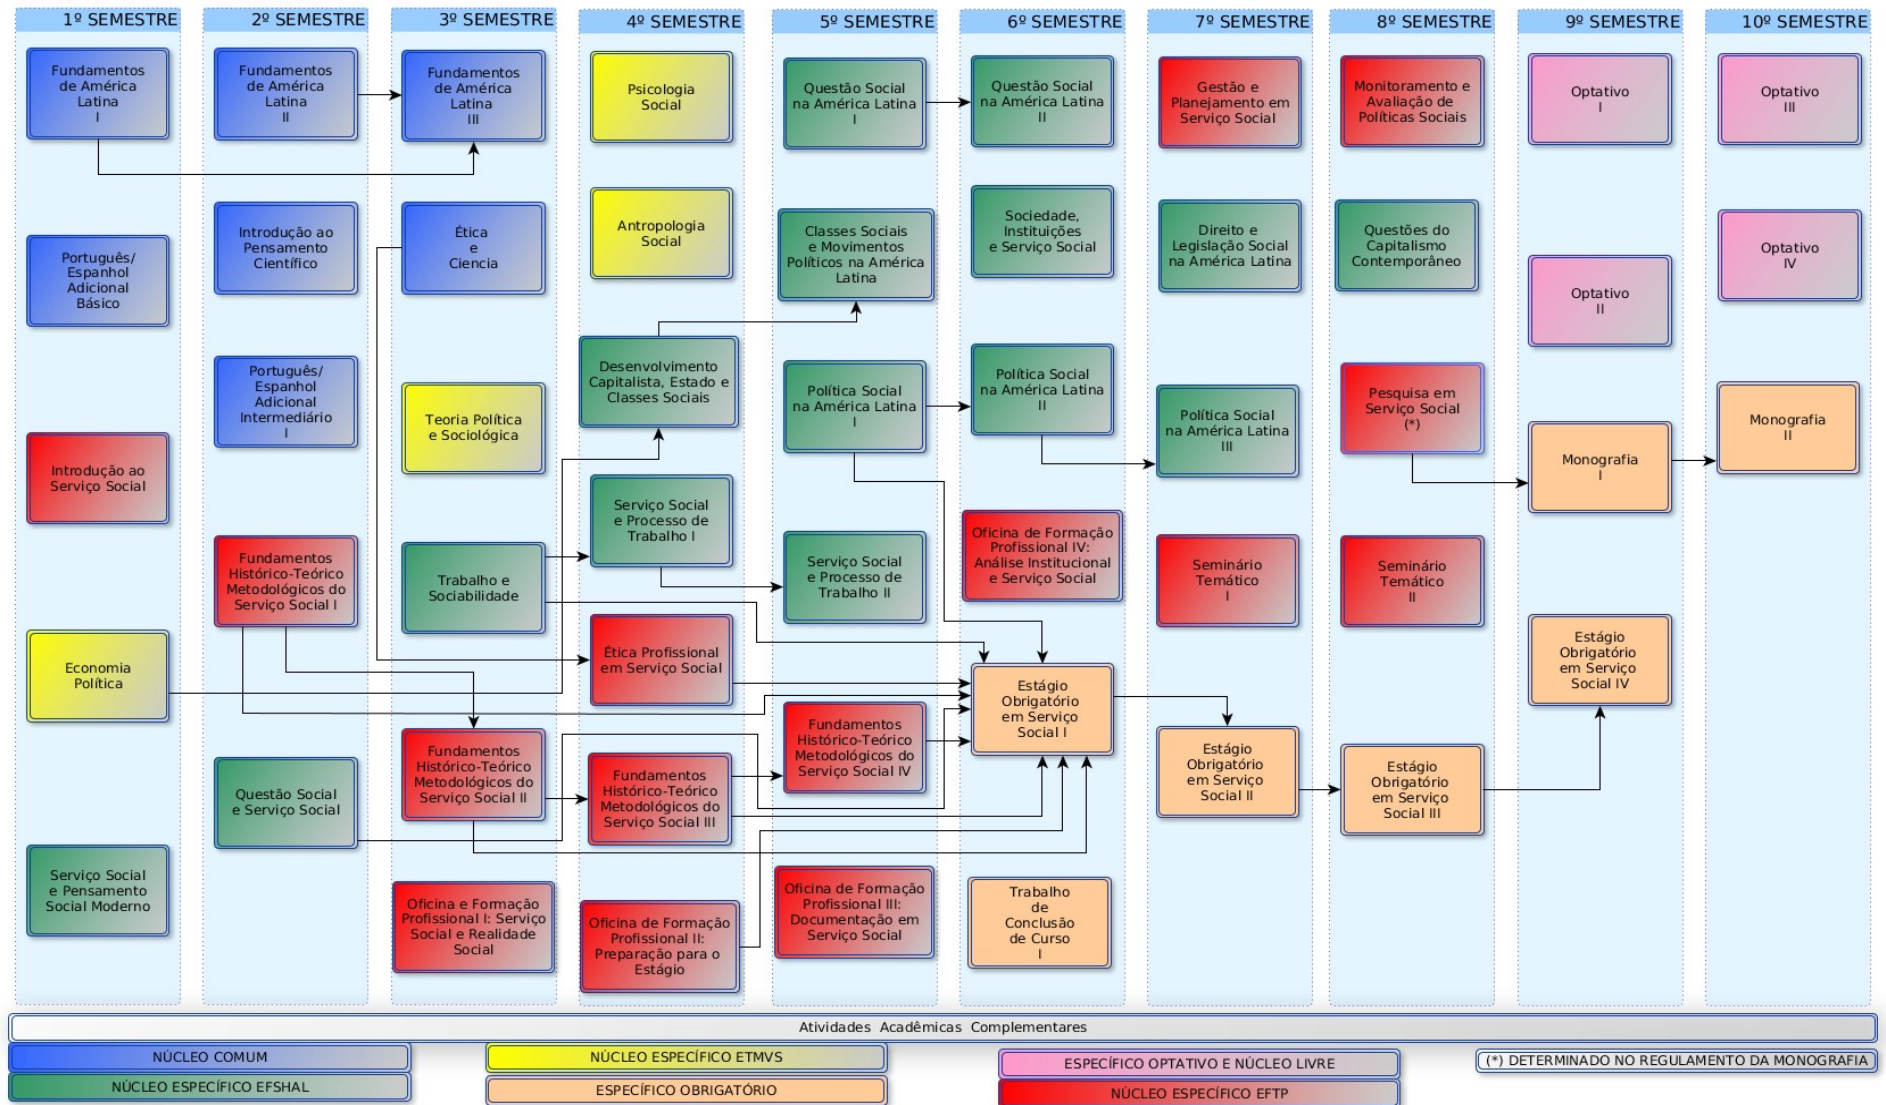 1º SEMESTRE
Fundamentos
de América
Latina
I
Português/
Espanhol
Adicional
Básico
Introdução ao
Serviço Social
Economia
Política
Serviço Social
e Pensamento
Social Moderno
2º SEMESTRE
Fundamentos
de América
Latina
II
Introdução ao
Pensamento
Científico
Português/
Espanhol
Adicional
Intermediário
I
Fundamentos
Histórico-Teórico
Metodológicos do
Serviço Social I
Questão Social
e Serviço Social
3º SEMESTRE
Fundamentos
de América
Latina
III
Ética
e
Ciencia
Teoria Política
e Sociológica
Trabalho e
Sociabilidade
Fundamentos
Histórico-Teórico
Metodológicos do
Serviço Social II
Oficina e Formação
Profissional I: Serviço
Social e Realidade
Social
4º SEMESTRE
Psicologia
Social
Antropologia
Social
Desenvolvimento
Capitalista, Estado e
Classes Sociais
Serviço Social
e Processo de
Trabalho I
Ética Profissional
em Serviço Social
Fundamentos
Histórico-Teórico
Metodológicos do
Serviço Social III
Oficina de Formação
Profissional II:
Preparação para o
Estágio
5º SEMESTRE
Questão Social
na América Latina
I
Classes Sociais
e Movimentos
Políticos na América
Latina
Política Social
na América Latina
I
Serviço Social
e Processo de
Trabalho II
Fundamentos
Histórico-Teórico
Metodológicos do
Serviço Social IV
Oficina de Formação
Profissional III:
Documentação em
Serviço Social
6º SEMESTRE
Questão Social
na América Latina
II
Sociedade,
Instituições
e Serviço Social
Política Social
na América Latina
II
Oficina de Formação
Profissional IV:
Análise Institucional
e Serviço Social
Estágio
Obrigatório
em Serviço
Social I
Trabalho
de
Conclusão
de Curso
I
7º SEMESTRE
Gestão e
Planejamento em
Serviço Social
Direito e
Legislação Social
na América Latina
Política Social
na América Latina
III
Seminário
Temático
I
Estágio
Obrigatório
em Serviço
Social II
8º SEMESTRE
Monitoramento e
Avaliação de
Políticas Sociais
Questões do
Capitalismo
Contemporâneo
Pesquisa em
Serviço Social
(*)
Seminário
Temático
II
Estágio
Obrigatório
em Serviço
Social III
9º SEMESTRE
Optativo
I
Optativo
II
Monografia
I
Estágio
Obrigatório
em Serviço
Social IV
10º SEMESTRE
Optativo
III
Optativo
IV
Monografia
II
Atividades Acadêmicas Complementares
NÚCLEO COMUM
NÚCLEO ESPECÍFICO EFSHAL
NÚCLEO ESPECÍFICO ETMVS
ESPECÍFICO OBRIGATÓRIO
ESPECÍFICO OPTATIVO E NÚCLEO LIVRE
NÚCLEO ESPECÍFICO EFTP
(*) DETERMINADO NO REGULAMENTO DA MONOGRAFIA